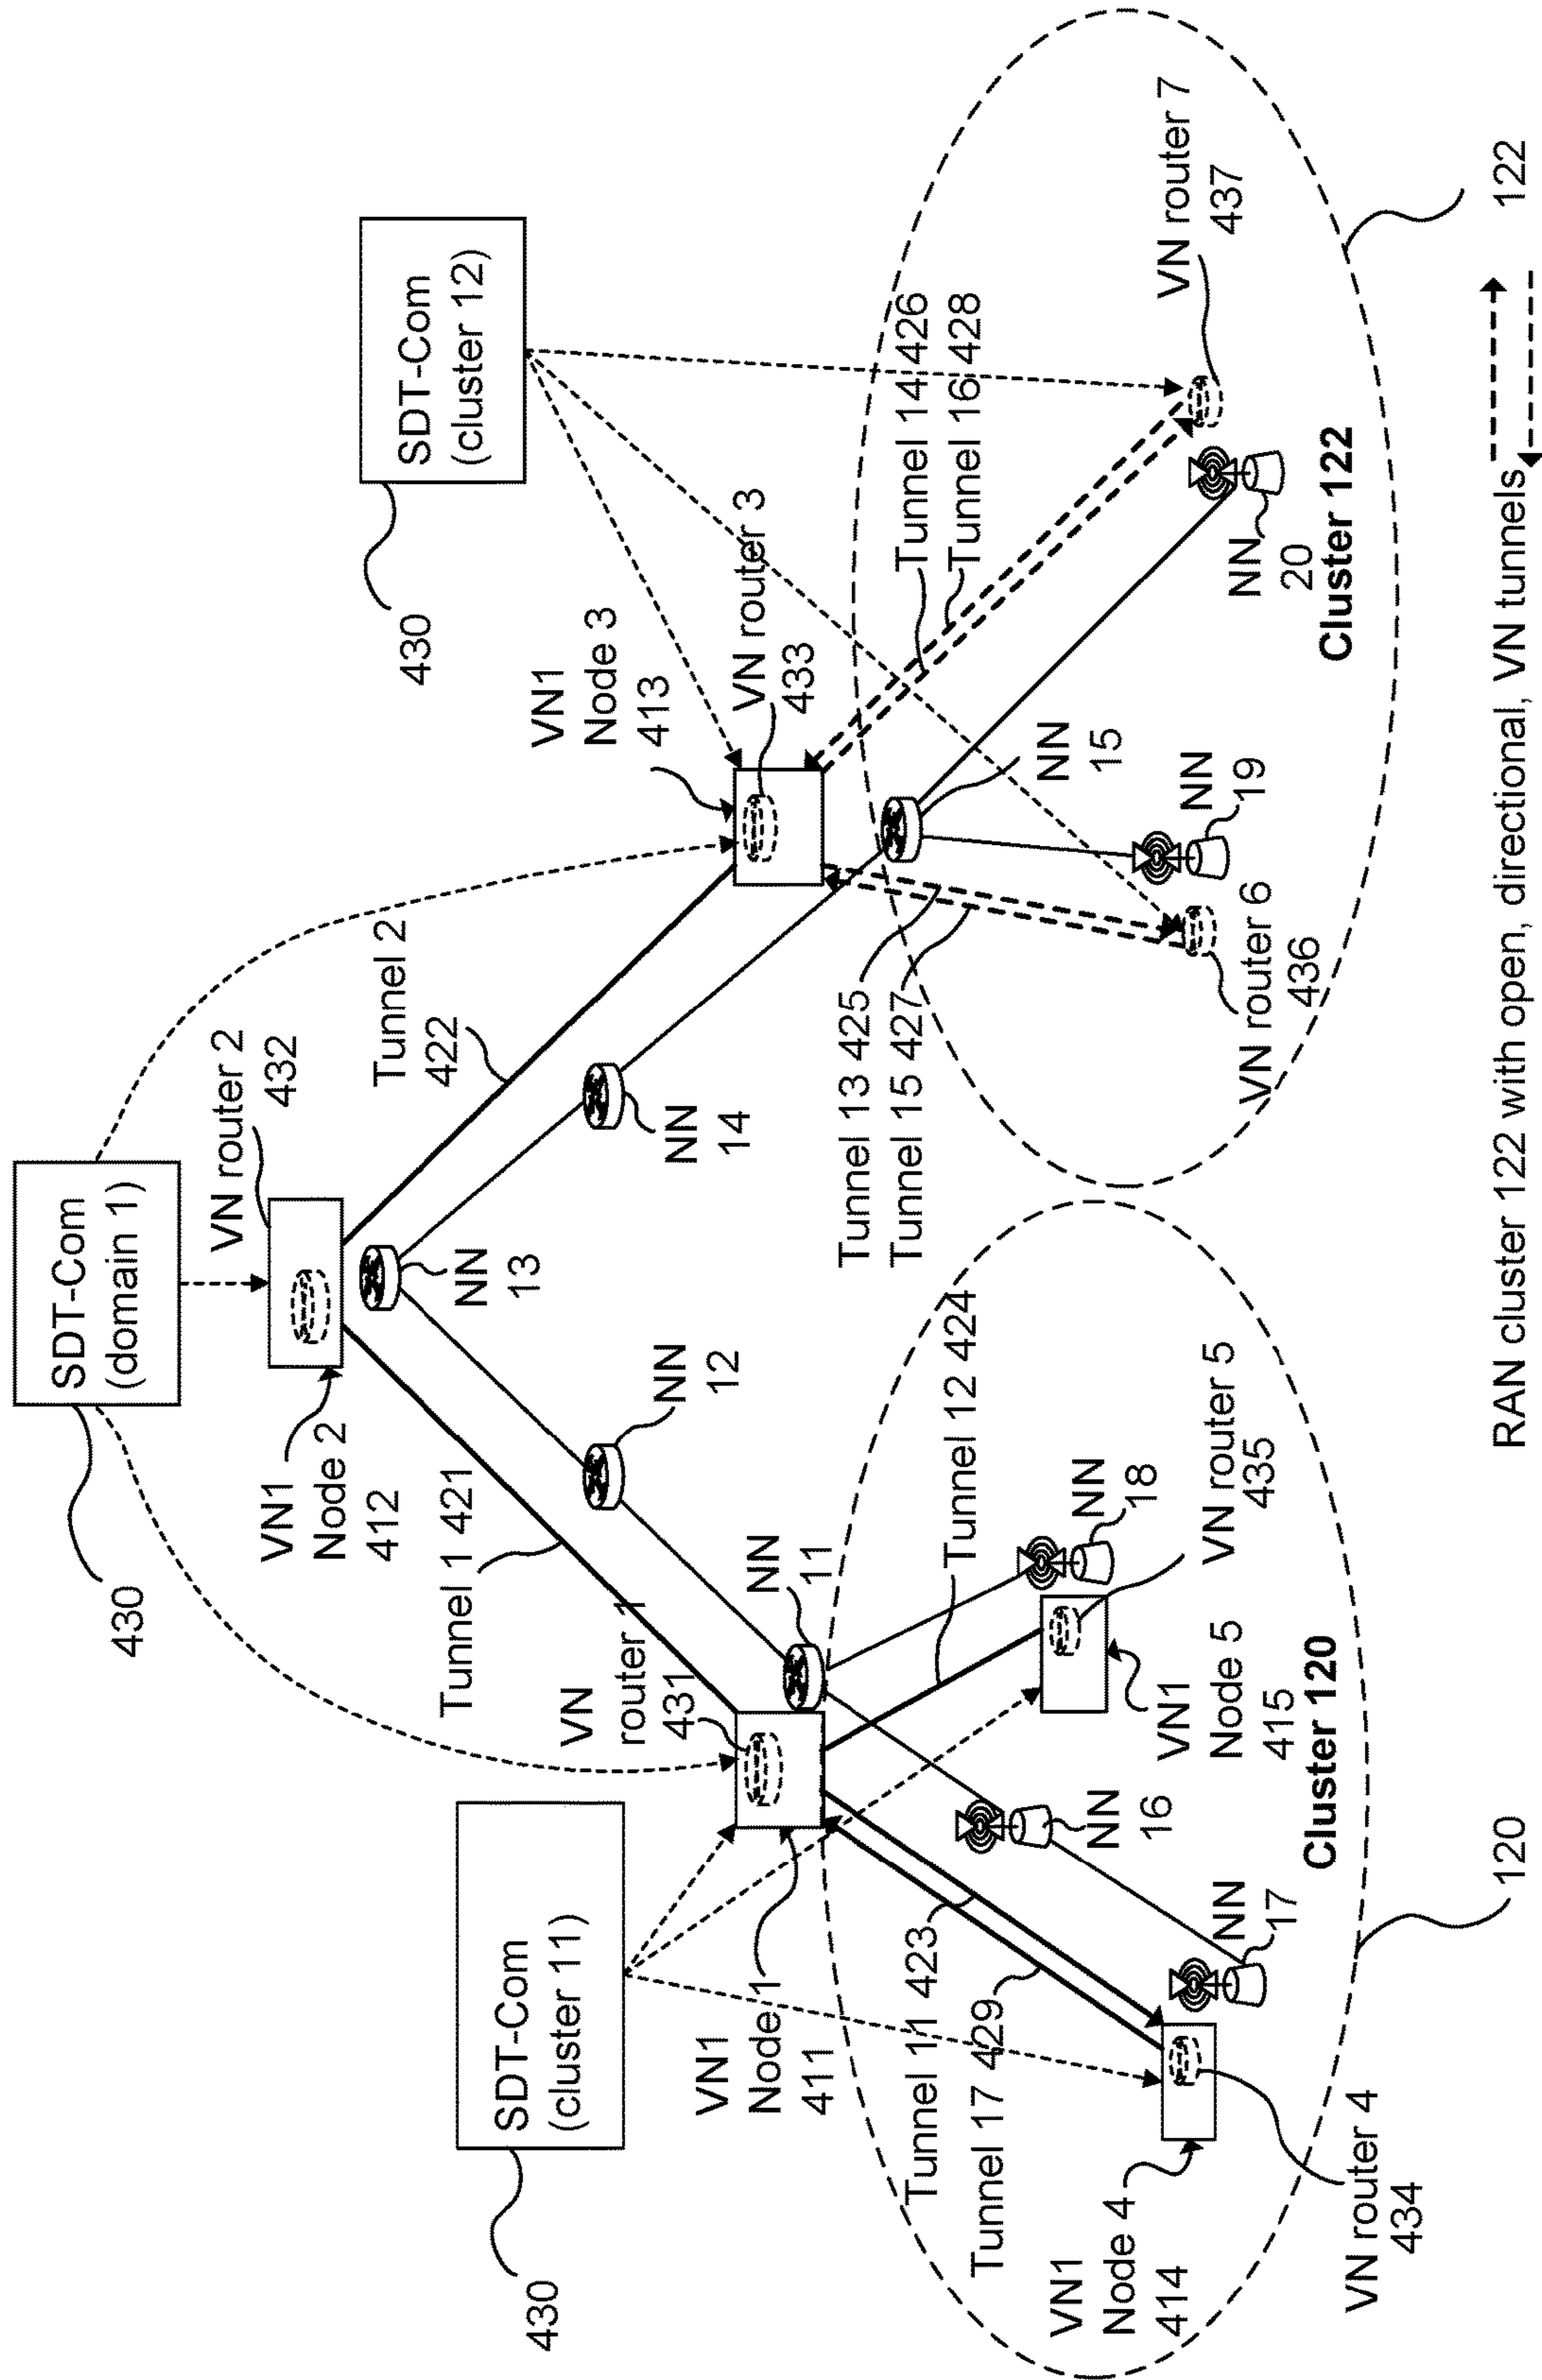 SDT-Com
(domain 1)
430
VN router 2
432
VN1
Node 2
412
NN
13
Tunnel 1 421
Tunnel 2
422
NN
12
NN
14
SDT-Com
(cluster 11)
430
SDT-Com
(cluster 12)
430
VN
router 1
431
NN
11
VN1
Node 1
411
VN1
Node 3
413
VN router 3
433
Tunnel 11 423
Tunnel 17 429
Tunnel 12 424
Tunnel 13 425
Tunnel 15 427
Tunnel 14 426
Tunnel 16 428
NN
15
NN
16
NN
17
NN
18
NN
19
NN
20
VN1
Node 4
414
VN router 4
434
VN1
Node 5
415
VN router 5
435
VN router 6
436
VN router 7
437
Cluster 120
Cluster 122
120
122
RAN cluster 122 with open, directional, VN tunnels
122